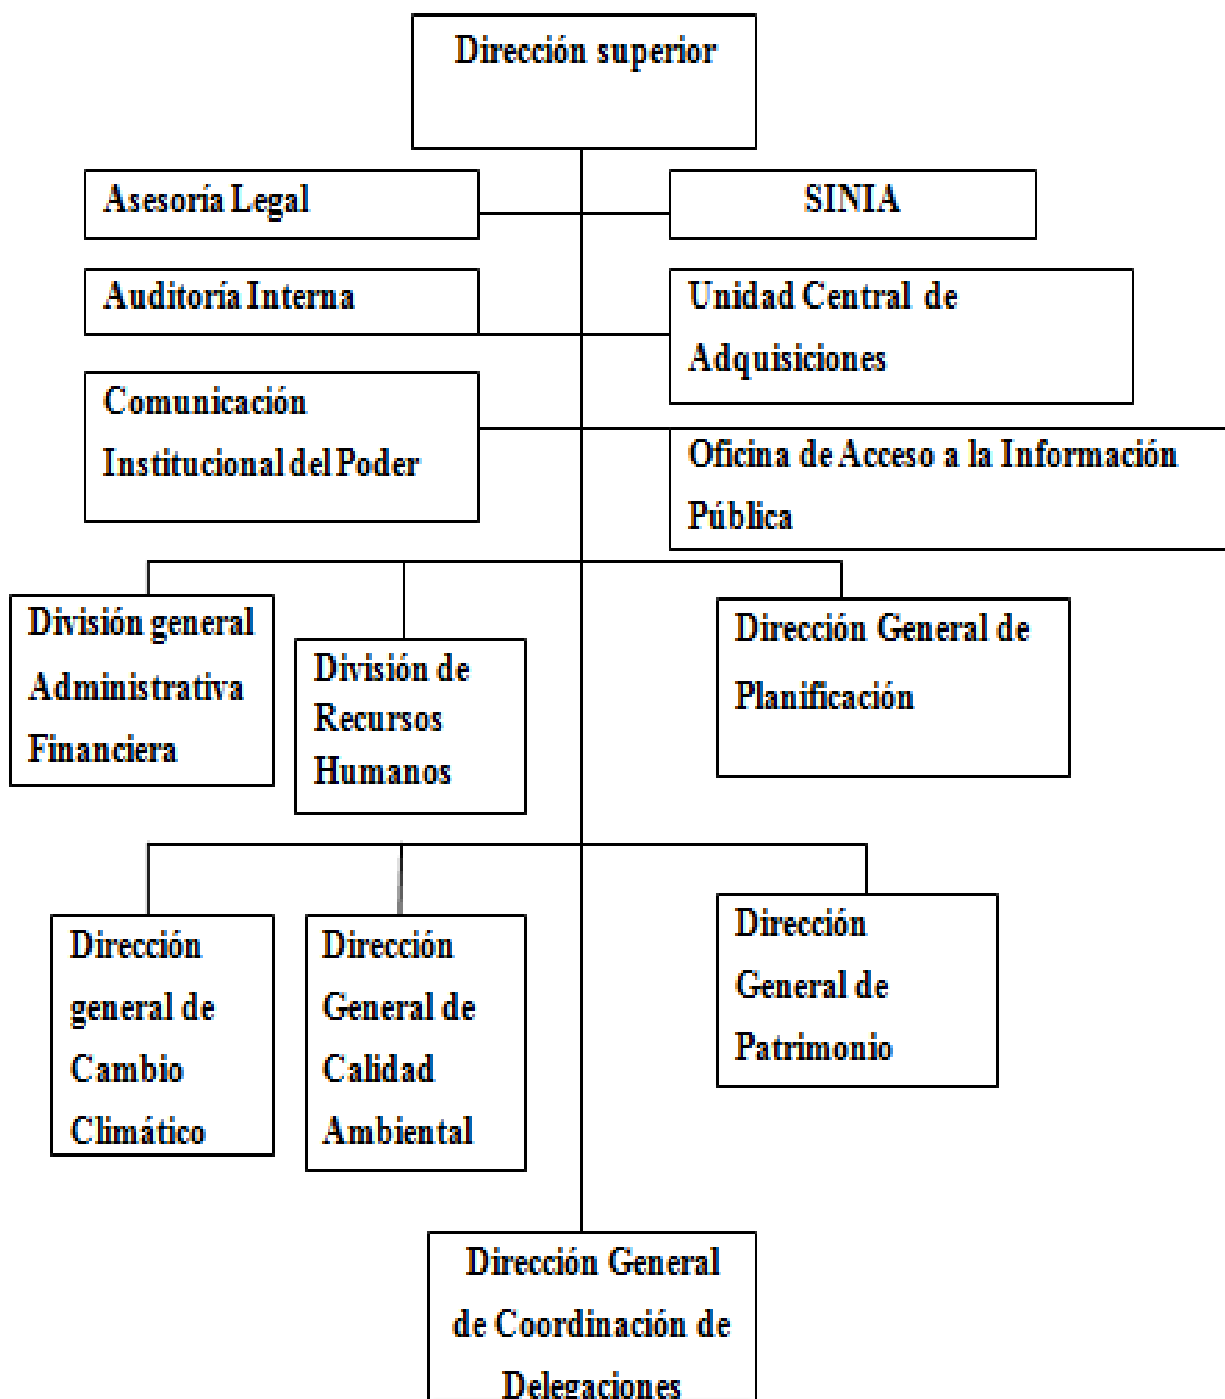 Dirección superior
Asesoría Legal
SINIA
Auditoría Interna
Unidad Central de
Adquisiciones
Comunicación
Institucional del Poder
Oficina de Acceso a la Información
Pública
División general
Administrativa
Financiera
División de
Recursos
Humanos
Dirección General de
Planificación
Dirección
general de
Cambio
Climático
Dirección
General de
Calidad
Ambiental
Dirección
General de
Patrimonio
Dirección General
de Coordinación de
Delegaciones